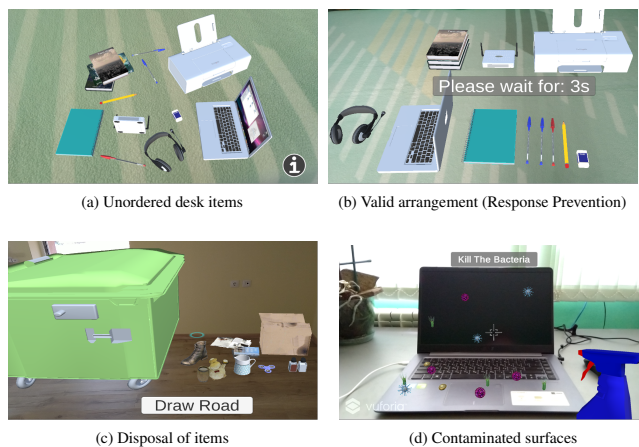 Please wait for: 3s
(a) Unordered desk items
(b) Valid arrangement (Response Prevention)
Draw Road
Kill The Bacteria
vuforia
(c) Disposal of items
(d) Contaminated surfaces